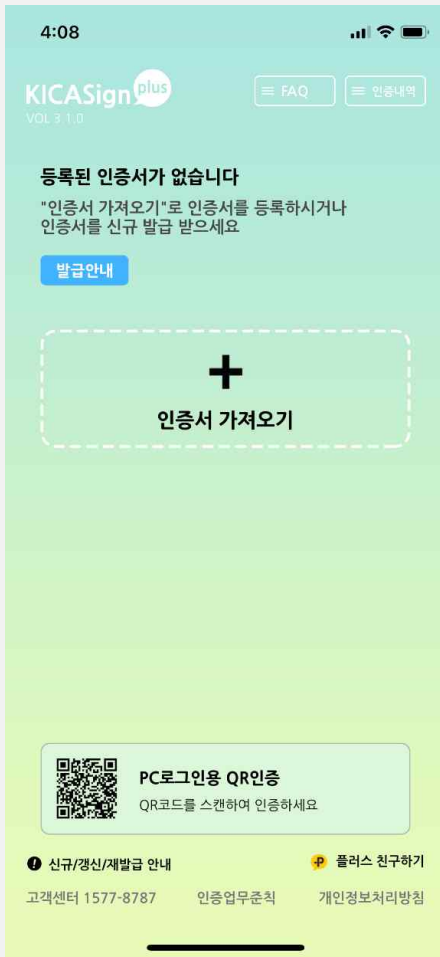 4:08
KICASign plus
VOL 3.1.0
FAQ
인증내역
등록된 인증서가 없습니다
"인증서 가져오기"로 인증서를 등록하시거나
인증서를 신규 발급 받으세요
발급안내
+
인증서 가져오기
PC로그인용 QR인증
QR코드를 스캔하여 인증하세요
신규/갱신/재발급 안내
플러스 친구하기
고객센터 1577-8787
인증업무준칙
개인정보처리방침